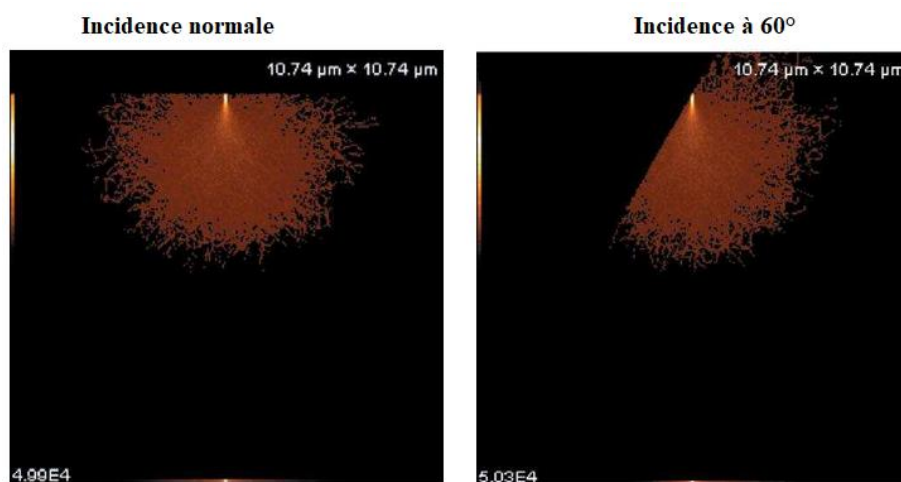 Incidence normale
10.74 µm × 10.74 µm
4.99E4
Incidence à 60°
10.74 µm × 10.74 µm
5.03E4